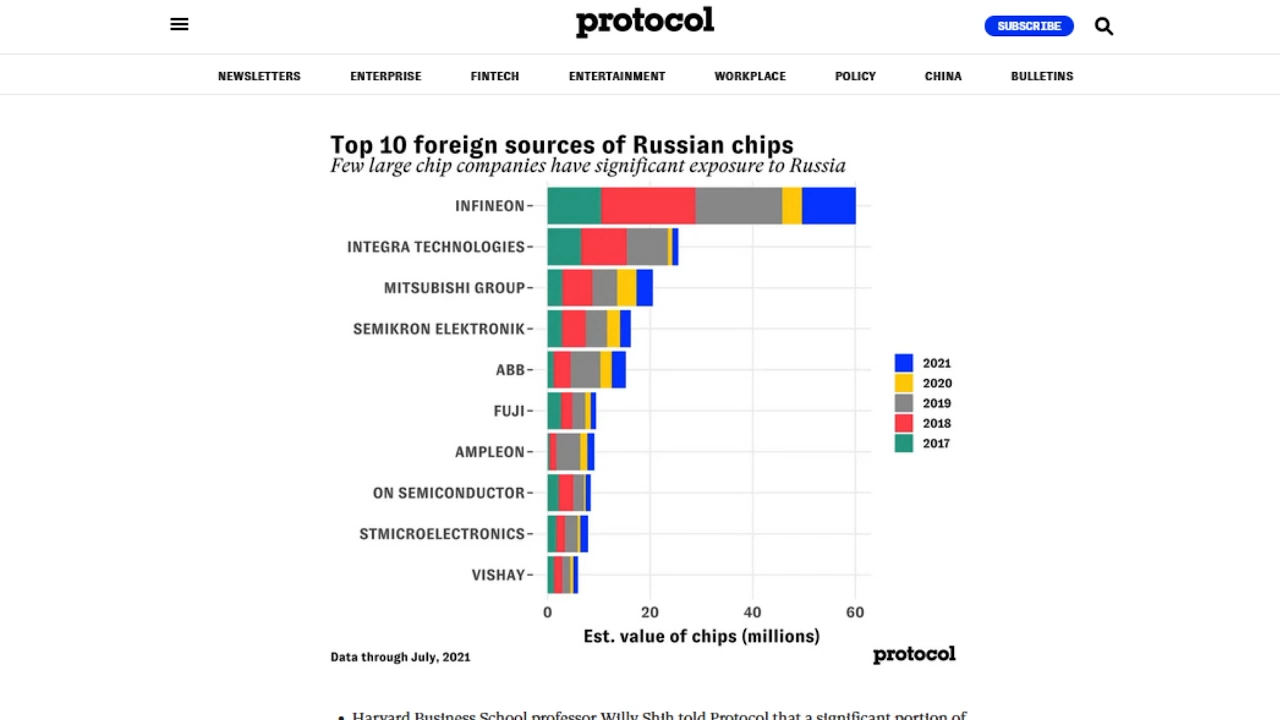 protocol
SUBSCRIBE
NEWSLETTERS ENTERPRISE FINTECH ENTERTAINMENT WORKPLACE POLICY CHINA BULLETINS
Top 10 foreign sources of Russian chips
Few large chip companies have significant exposure to Russia
INFINEON
INTEGRA TECHNOLOGIES
MITSUBISHI GROUP
SEMIKRON ELEKTRONIK
ABB
FUJI
AMPLEON
ON SEMICONDUCTOR
STMICROELECTRONICS
VISHAY
2021
2020
2019
2018
2017
0 20 40 60
Est. value of chips (millions)
Data through July, 2021
protocol
• Harvard Business School professor Willy Shih told Protocol that a significant portion of